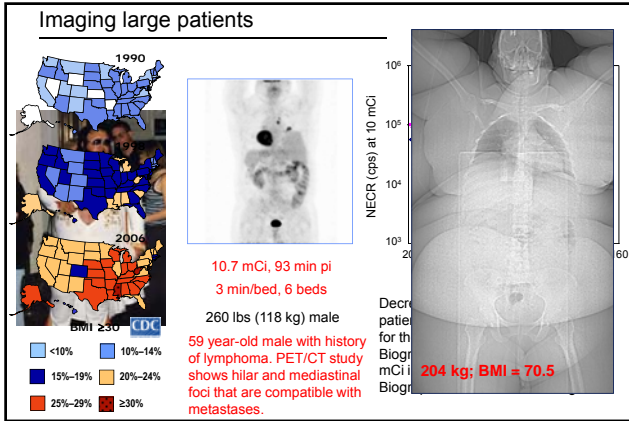 Imaging large patients
1990
1998
2006
BMI ≥30
CDC
<10%
10%–14%
15%–19%
20%–24%
25%–29%
≥30%
10.7 mCi, 93 min pi
3 min/bed, 6 beds
260 lbs (118 kg) male
59 year-old male with history
of lymphoma. PET/CT study
shows hilar and mediastinal
foci that are compatible with
metastases.
NECR (cps) at 10 mCi
10⁶
10⁵
10⁴
10³
20
60
Decre
patien
for th
Biogr
mCi i
Biogr
204 kg; BMI = 70.5